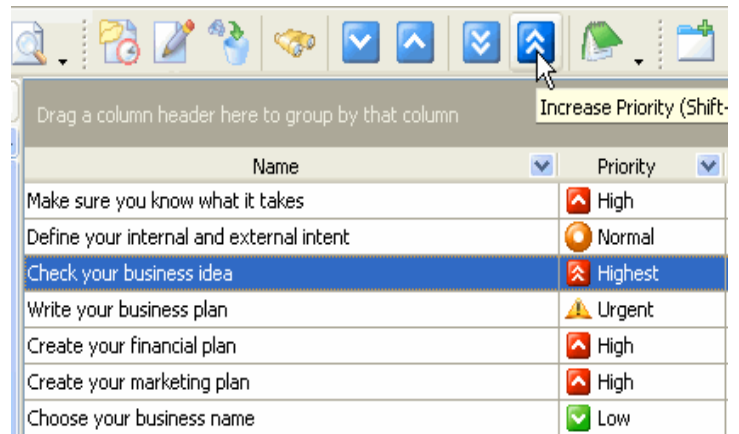 Increase Priority (Shift-
Drag a column header here to group by that column
Name Priority
Make sure you know what it takes High
Define your internal and external intent Normal
Check your business idea Highest
Write your business plan Urgent
Create your financial plan High
Create your marketing plan High
Choose your business name Low